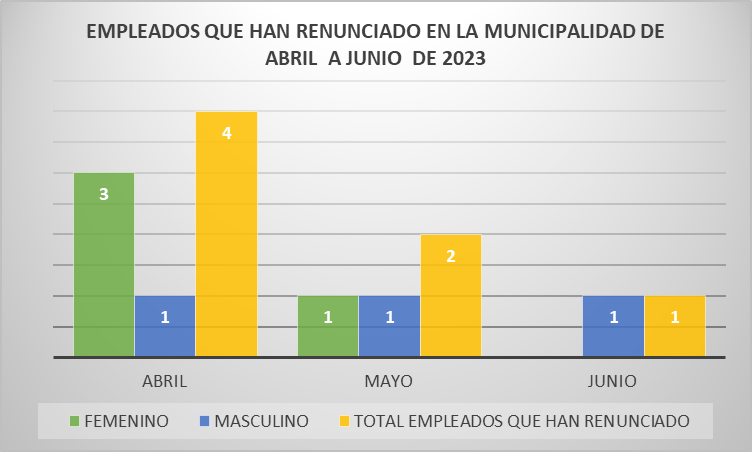 EMPLEADOS QUE HAN RENUNCIADO EN LA MUNICIPALIDAD DE
ABRIL A JUNIO DE 2023
3
1
4
1
1
2
1
1
ABRIL
MAYO
JUNIO
FEMENINO
MASCULINO
TOTAL EMPLEADOS QUE HAN RENUNCIADO